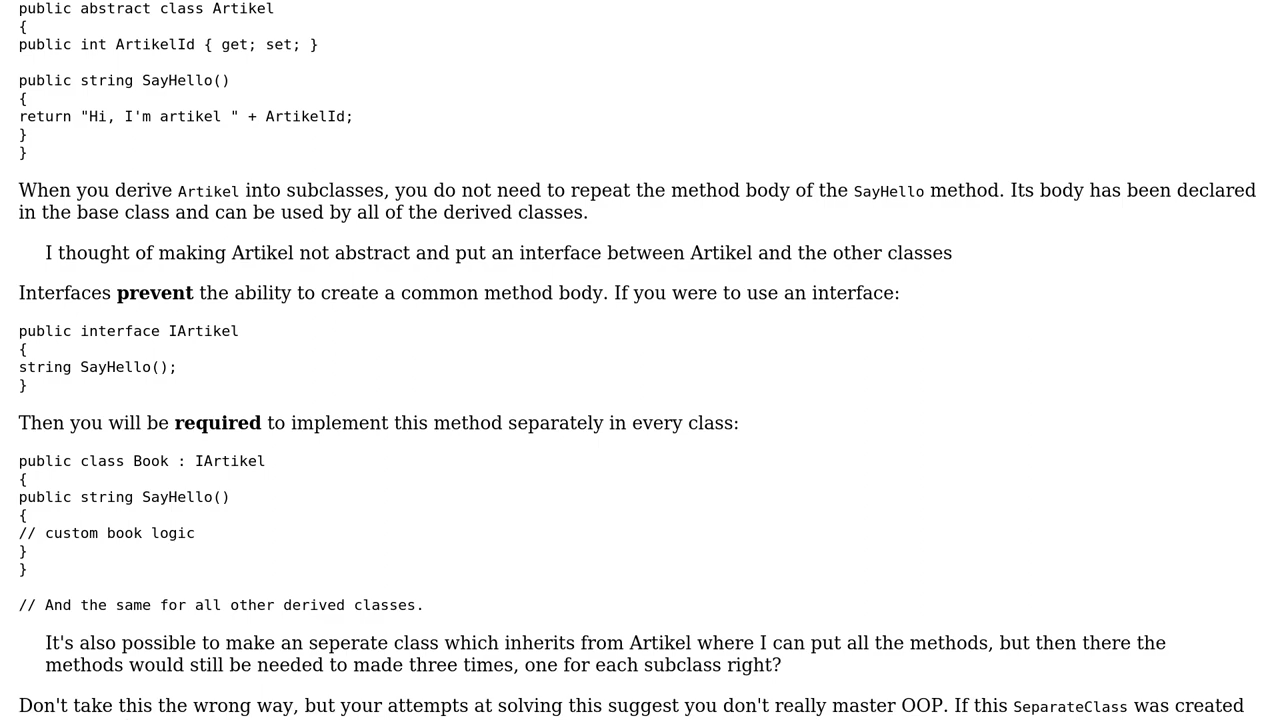 public abstract class Artikel
{
public int ArtikelId { get; set; }
public string SayHello()
{
return "Hi, I'm artikel " + ArtikelId;
}
}
When you derive Artikel into subclasses, you do not need to repeat the method body of the SayHello method. Its body has been declared
in the base class and can be used by all of the derived classes.
I thought of making Artikel not abstract and put an interface between Artikel and the other classes
Interfaces prevent the ability to create a common method body. If you were to use an interface:
public interface IArtikel
{
string SayHello();
}
Then you will be required to implement this method separately in every class:
public class Book : IArtikel
{
public string SayHello()
{
// custom book logic
}
}
// And the same for all other derived classes.
It's also possible to make an seperate class which inherits from Artikel where I can put all the methods, but then there the
methods would still be needed to made three times, one for each subclass right?
Don't take this the wrong way, but your attempts at solving this suggest you don't really master OOP. If this SeparateClass was created